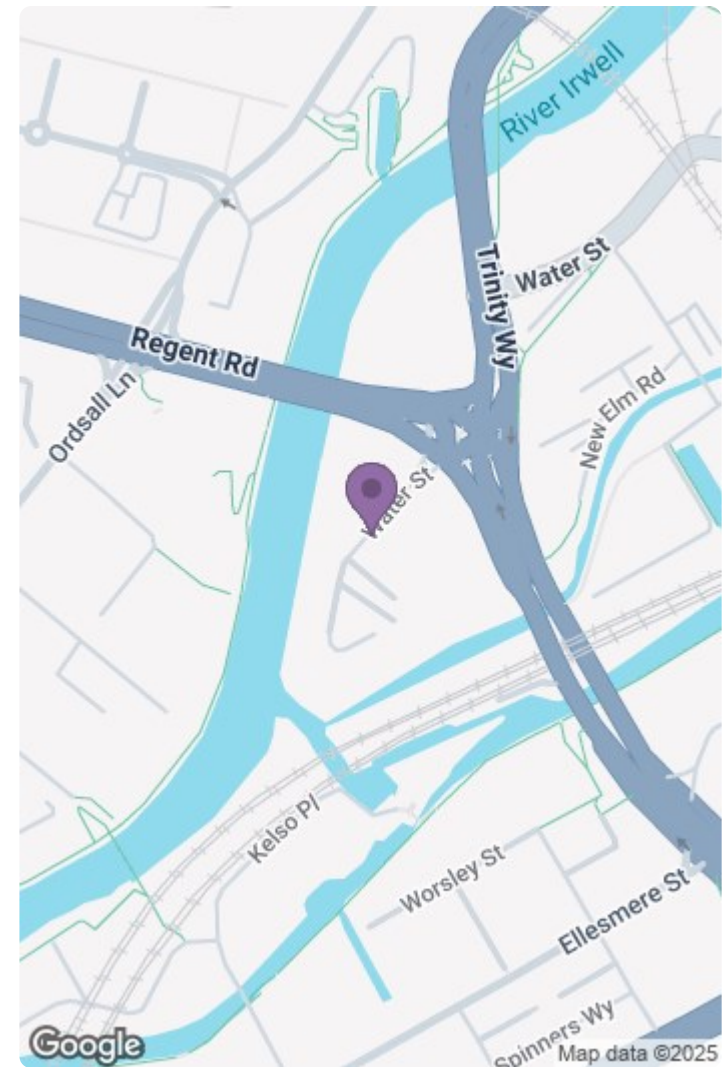 River Irwell
Water St
Trinity Wy
Regent Rd
Ordsall Ln
New Elm Rd
Water St
Kelso Pl
Worsley St
Ellesmere St
Spinners Wy
Google
Map data ©2025